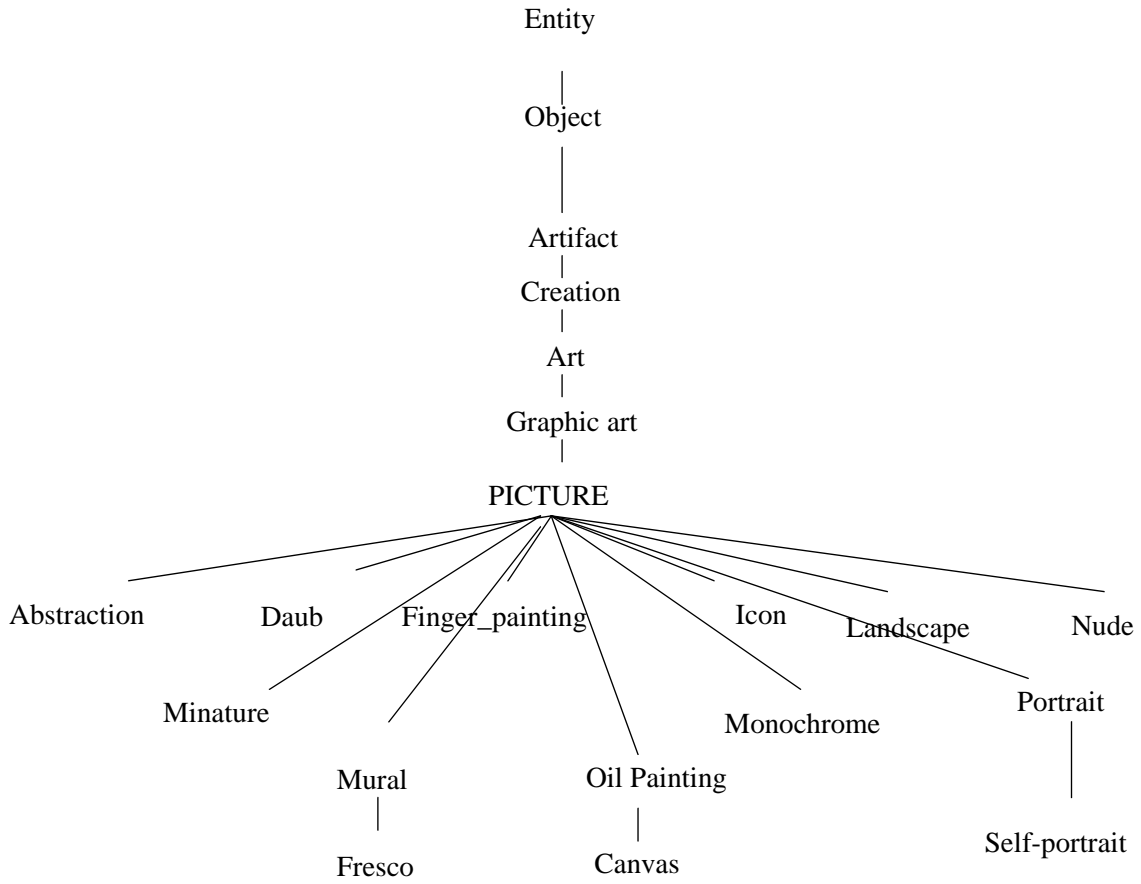 Entity
Object
Artifact
Creation
Art
Graphic art
PICTURE
Abstraction
Daub
Finger_painting
Icon
Landscape
Nude
Minature
Monochrome
Portrait
Mural
Oil Painting
Self-portrait
Fresco
Canvas